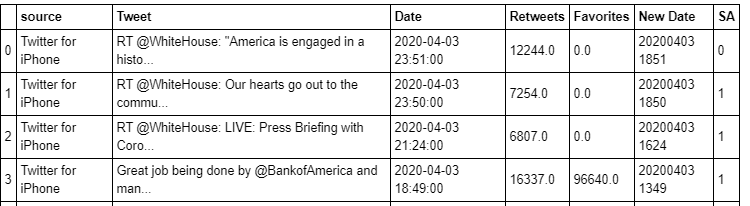 source Tweet Date Retweets Favorites New Date SA
0 Twitter for iPhone RT @WhiteHouse: "America is engaged in a histo... 2020-04-03 23:51:00 12244.0 0.0 20200403 1851 0
1 Twitter for iPhone RT @WhiteHouse: Our hearts go out to the commu... 2020-04-03 23:50:00 7254.0 0.0 20200403 1850 1
2 Twitter for iPhone RT @WhiteHouse: LIVE: Press Briefing with Coro... 2020-04-03 21:24:00 6807.0 0.0 20200403 1624 1
3 Twitter for iPhone Great job being done by @BankofAmerica and man... 2020-04-03 18:49:00 16337.0 96640.0 20200403 1349 1